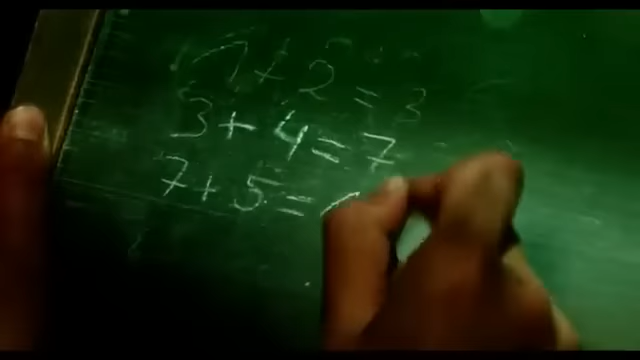 1 + 2 = 3
3 + 4 = 7
7 + 5 =